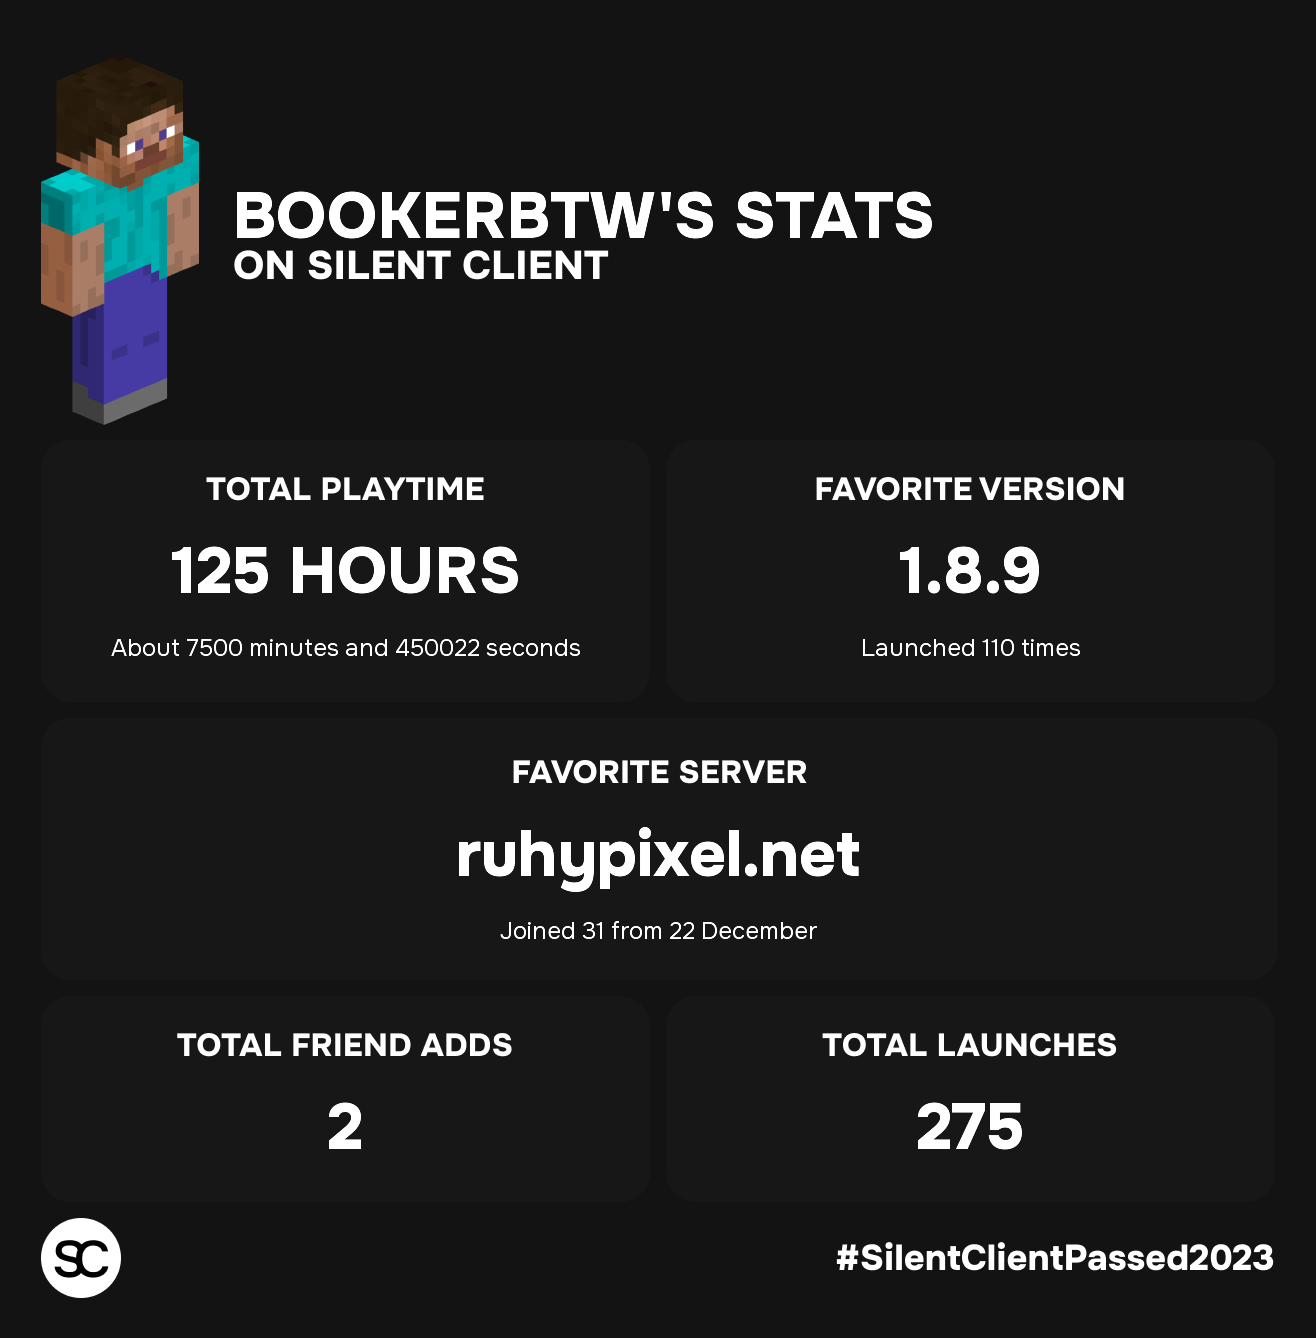 BOOKERBTW'S STATS
ON SILENT CLIENT
TOTAL PLAYTIME
125 HOURS
About 7500 minutes and 450022 seconds
FAVORITE VERSION
1.8.9
Launched 110 times
FAVORITE SERVER
ruhypixel.net
Joined 31 from 22 December
TOTAL FRIEND ADDS
2
TOTAL LAUNCHES
275
SC
#SilentClientPassed2023